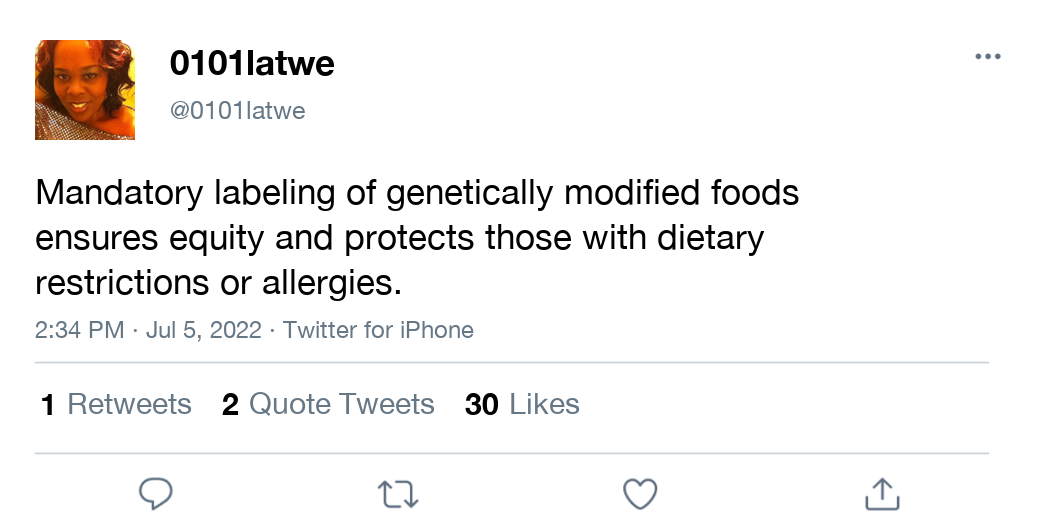 0101latwe
@0101latwe
Mandatory labeling of genetically modified foods
ensures equity and protects those with dietary
restrictions or allergies.
2:34 PM · Jul 5, 2022 · Twitter for iPhone
1 Retweets 2 Quote Tweets 30 Likes